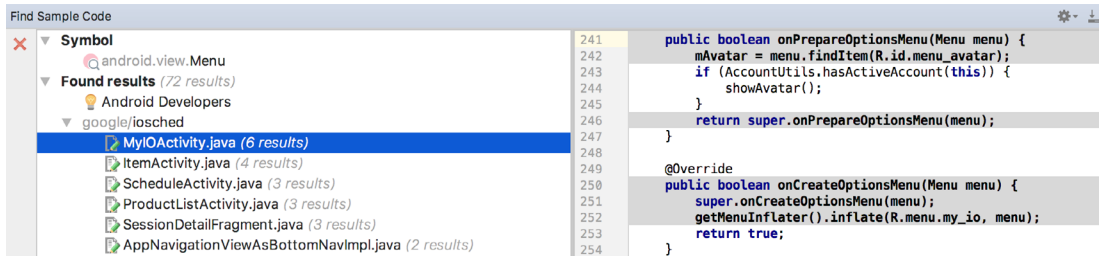 Find Sample Code
Symbol
android.view.Menu
Found results (72 results)
Android Developers
google/iosched
MyIOActivity.java (6 results)
ItemActivity.java (4 results)
ScheduleActivity.java (3 results)
ProductListActivity.java (3 results)
SessionDetailFragment.java (3 results)
AppNavigationViewAsBottomNavImpl.java (2 results)
241 public boolean onPrepareOptionsMenu(Menu menu) {
242 mAvatar = menu.findItem(R.id.menu_avatar);
243 if (AccountUtils.hasActiveAccount(this)) {
244 showAvatar();
245 }
246 return super.onPrepareOptionsMenu(menu);
247 }
248
249 @Override
250 public boolean onCreateOptionsMenu(Menu menu) {
251 super.onCreateOptionsMenu(menu);
252 getMenuInflater().inflate(R.menu.my_io, menu);
253 return true;
254 }